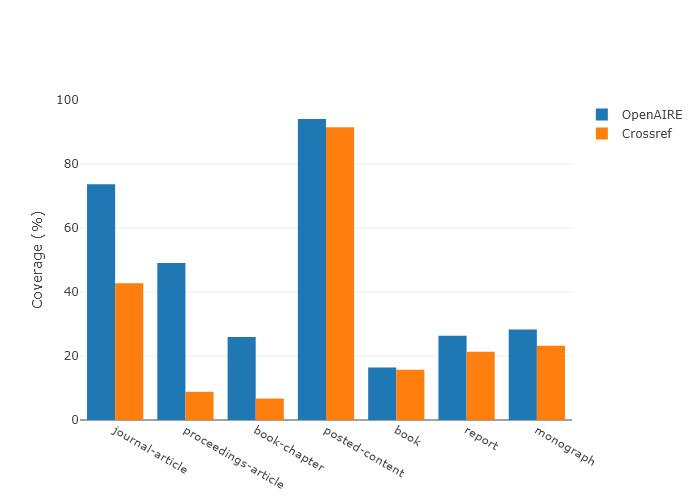 100
80
60
40
20
0
Coverage (%)
journal-article
proceedings-article
book-chapter
posted-content
book
report
monograph
OpenAIRE
Crossref